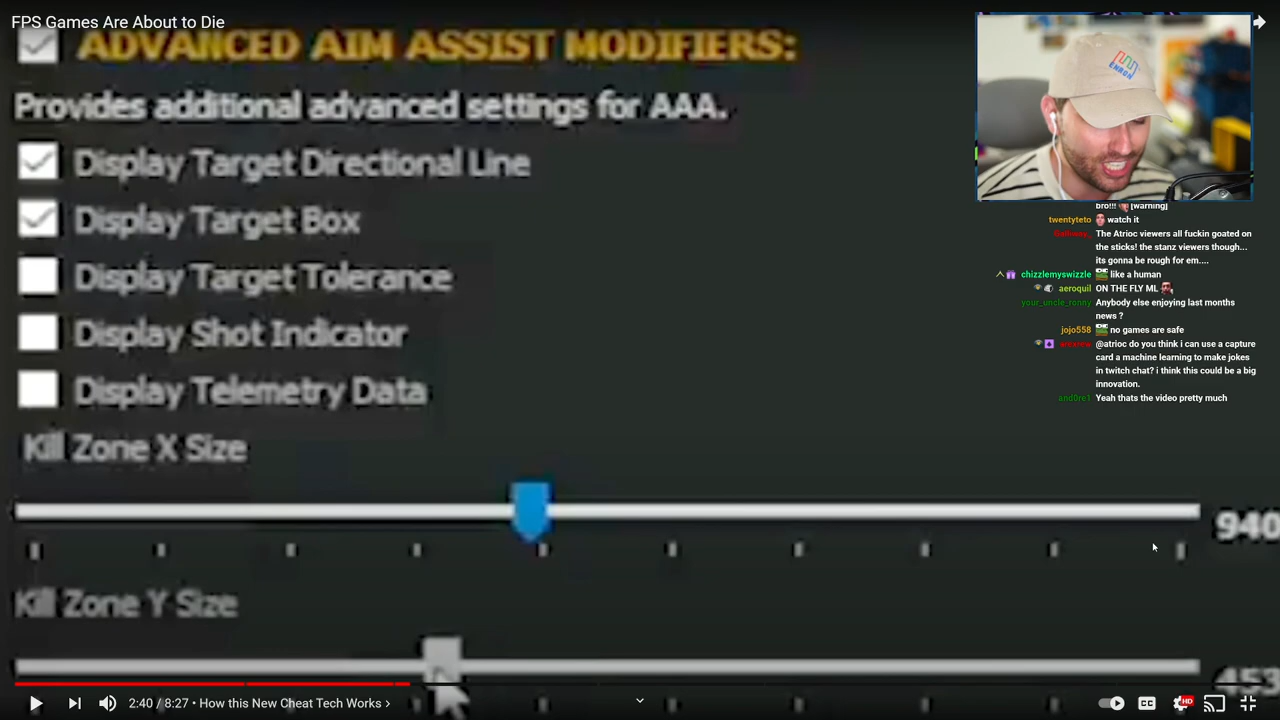 FPS Games Are About to Die
ADVANCED AIM ASSIST MODIFIERS:
Provides additional advanced settings for AAA.
Display Target Directional Line
Display Target Box
Display Target Tolerance
Display Shot Indicator
Display Telemetry Data
Kill Zone X Size
940
Kill Zone Y Size
453
2:40 / 8:27 • How this New Cheat Tech Works
CC
HD
ENRON
bro!!! [warning]
twentyteto watch it
The Atrioc viewers all fuckin goated on
the sticks! the stanz viewers though...
its gonna be rough for em....
chizzlemyswizzle like a human
aeroquil ON THE FLY ML
your_uncle_ronny Anybody else enjoying last months
news ?
jojo558 no games are safe
@atrioc do you think i can use a capture
card a machine learning to make jokes
in twitch chat? i think this could be a big
innovation.
and0re1 Yeah thats the video pretty much